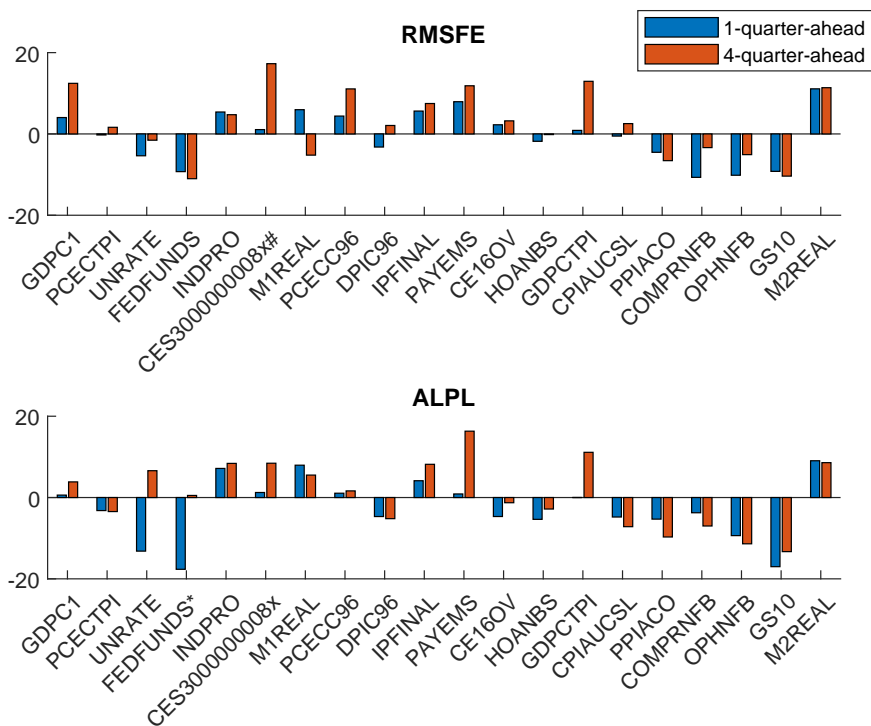 RMSFE
1-quarter-ahead
4-quarter-ahead
20
0
-20
GDPC1
PCECTPI
UNRATE
FEDFUNDS
INDPRO
CES3000000008x#
M1REAL
PCECC96
DPIC96
IPFINAL
PAYEMS
CE16OV
HOANBS
GDPCTPI
CPIAUCSL
PPIACO
COMPRNFB
OPHNFB
GS10
M2REAL
ALPL
20
0
-20
GDPC1
PCECTPI
UNRATE
FEDFUNDS*
INDPRO
CES3000000008x
M1REAL
PCECC96
DPIC96
IPFINAL
PAYEMS
CE16OV
HOANBS
GDPCTPI
CPIAUCSL
PPIACO
COMPRNFB
OPHNFB
GS10
M2REAL